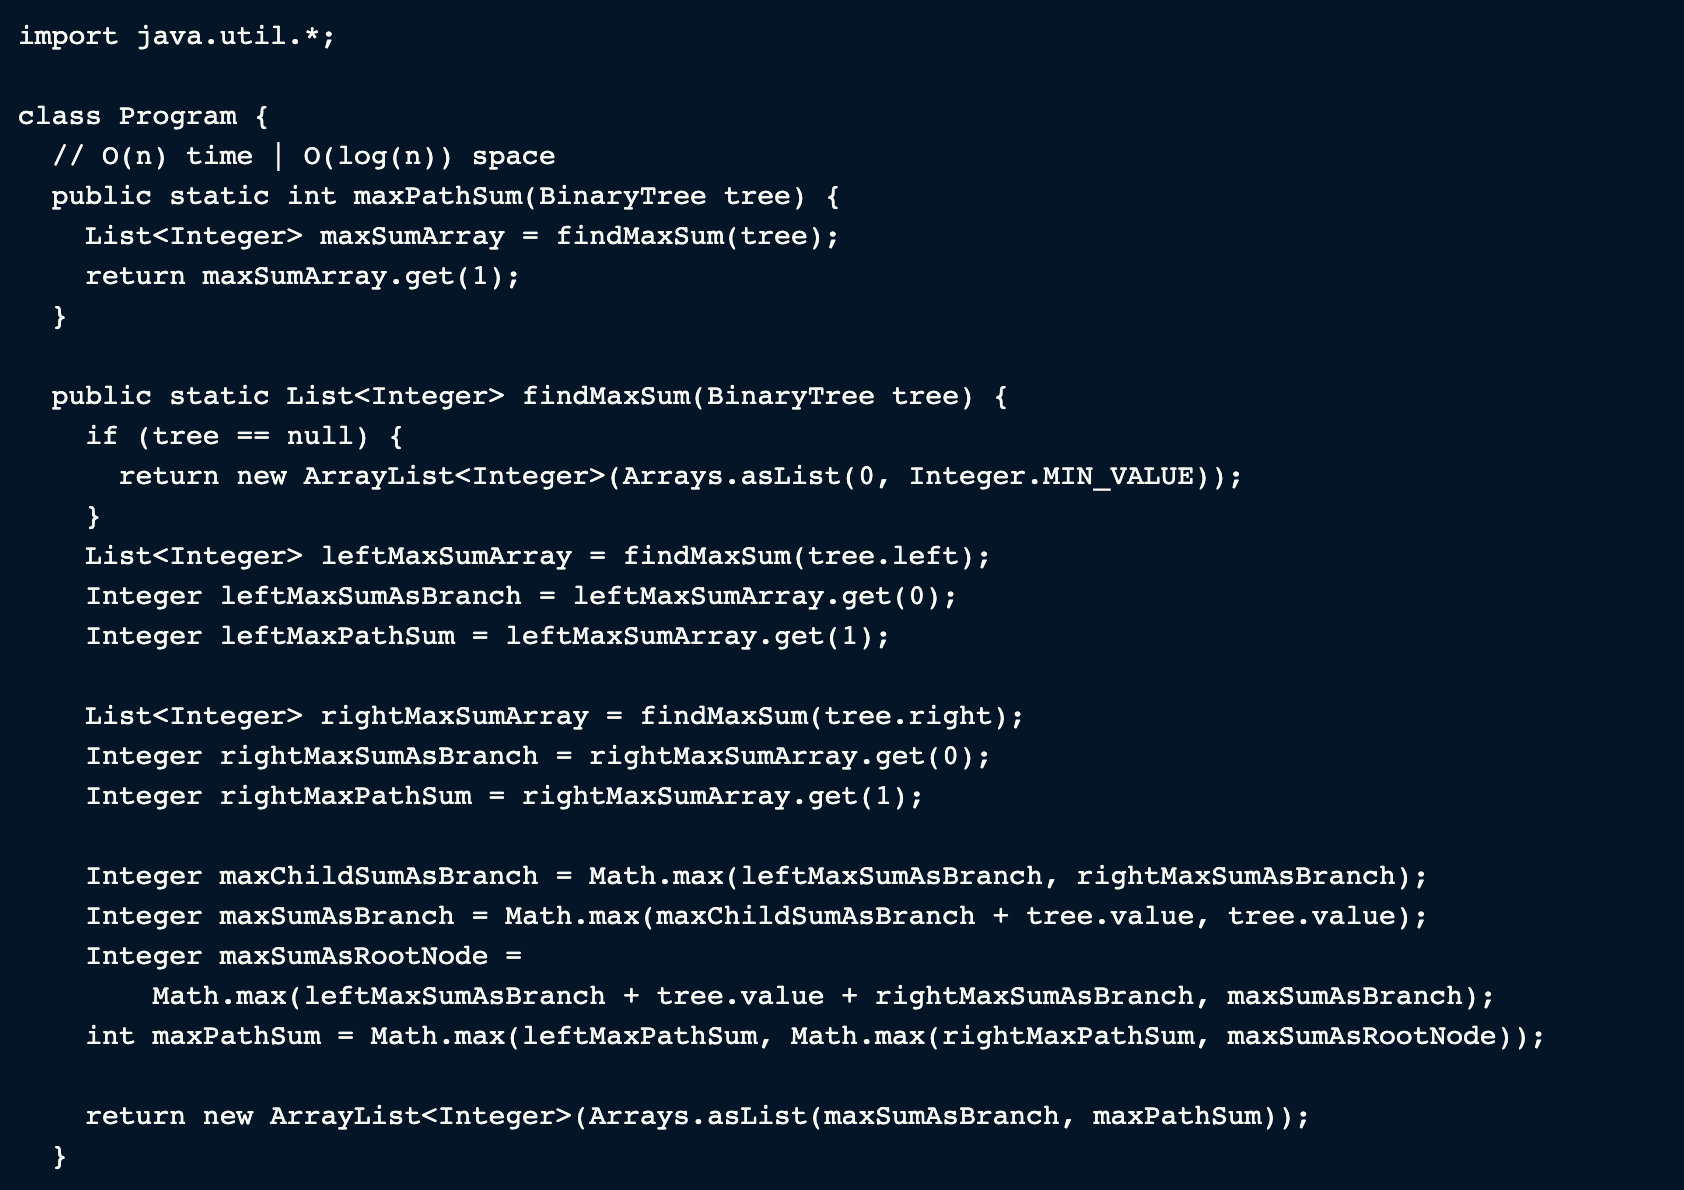 import java.util.*;

class Program {
  // O(n) time | O(log(n)) space
  public static int maxPathSum(BinaryTree tree) {
    List<Integer> maxSumArray = findMaxSum(tree);
    return maxSumArray.get(1);
  }

  public static List<Integer> findMaxSum(BinaryTree tree) {
    if (tree == null) {
      return new ArrayList<Integer>(Arrays.asList(0, Integer.MIN_VALUE));
    }
    List<Integer> leftMaxSumArray = findMaxSum(tree.left);
    Integer leftMaxSumAsBranch = leftMaxSumArray.get(0);
    Integer leftMaxPathSum = leftMaxSumArray.get(1);

    List<Integer> rightMaxSumArray = findMaxSum(tree.right);
    Integer rightMaxSumAsBranch = rightMaxSumArray.get(0);
    Integer rightMaxPathSum = rightMaxSumArray.get(1);

    Integer maxChildSumAsBranch = Math.max(leftMaxSumAsBranch, rightMaxSumAsBranch);
    Integer maxSumAsBranch = Math.max(maxChildSumAsBranch + tree.value, tree.value);
    Integer maxSumAsRootNode =
        Math.max(leftMaxSumAsBranch + tree.value + rightMaxSumAsBranch, maxSumAsBranch);
    int maxPathSum = Math.max(leftMaxPathSum, Math.max(rightMaxPathSum, maxSumAsRootNode));

    return new ArrayList<Integer>(Arrays.asList(maxSumAsBranch, maxPathSum));
  }